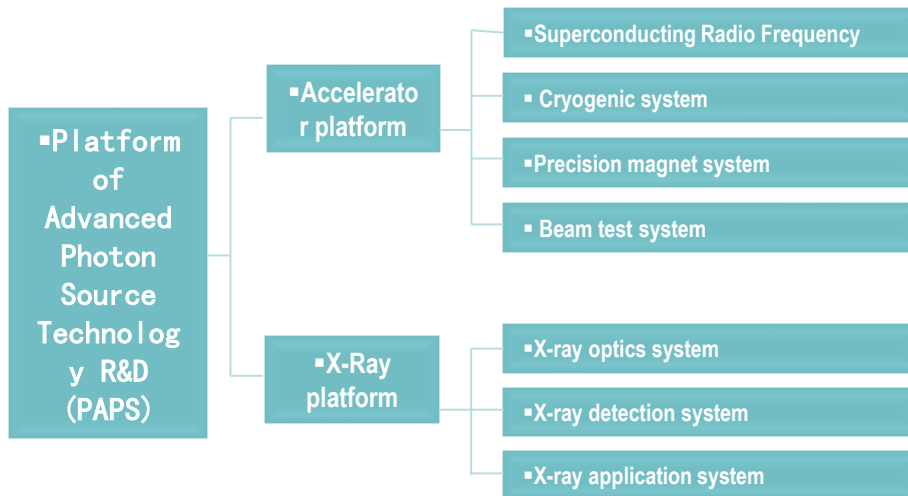 ▪Platform
of
Advanced
Photon
Source
Technolog
y R&D
(PAPS)
▪Accelerato
r platform
▪Superconducting Radio Frequency
▪ Cryogenic system
▪Precision magnet system
▪ Beam test system
▪X-Ray
platform
▪X-ray optics system
▪X-ray detection system
▪X-ray application system